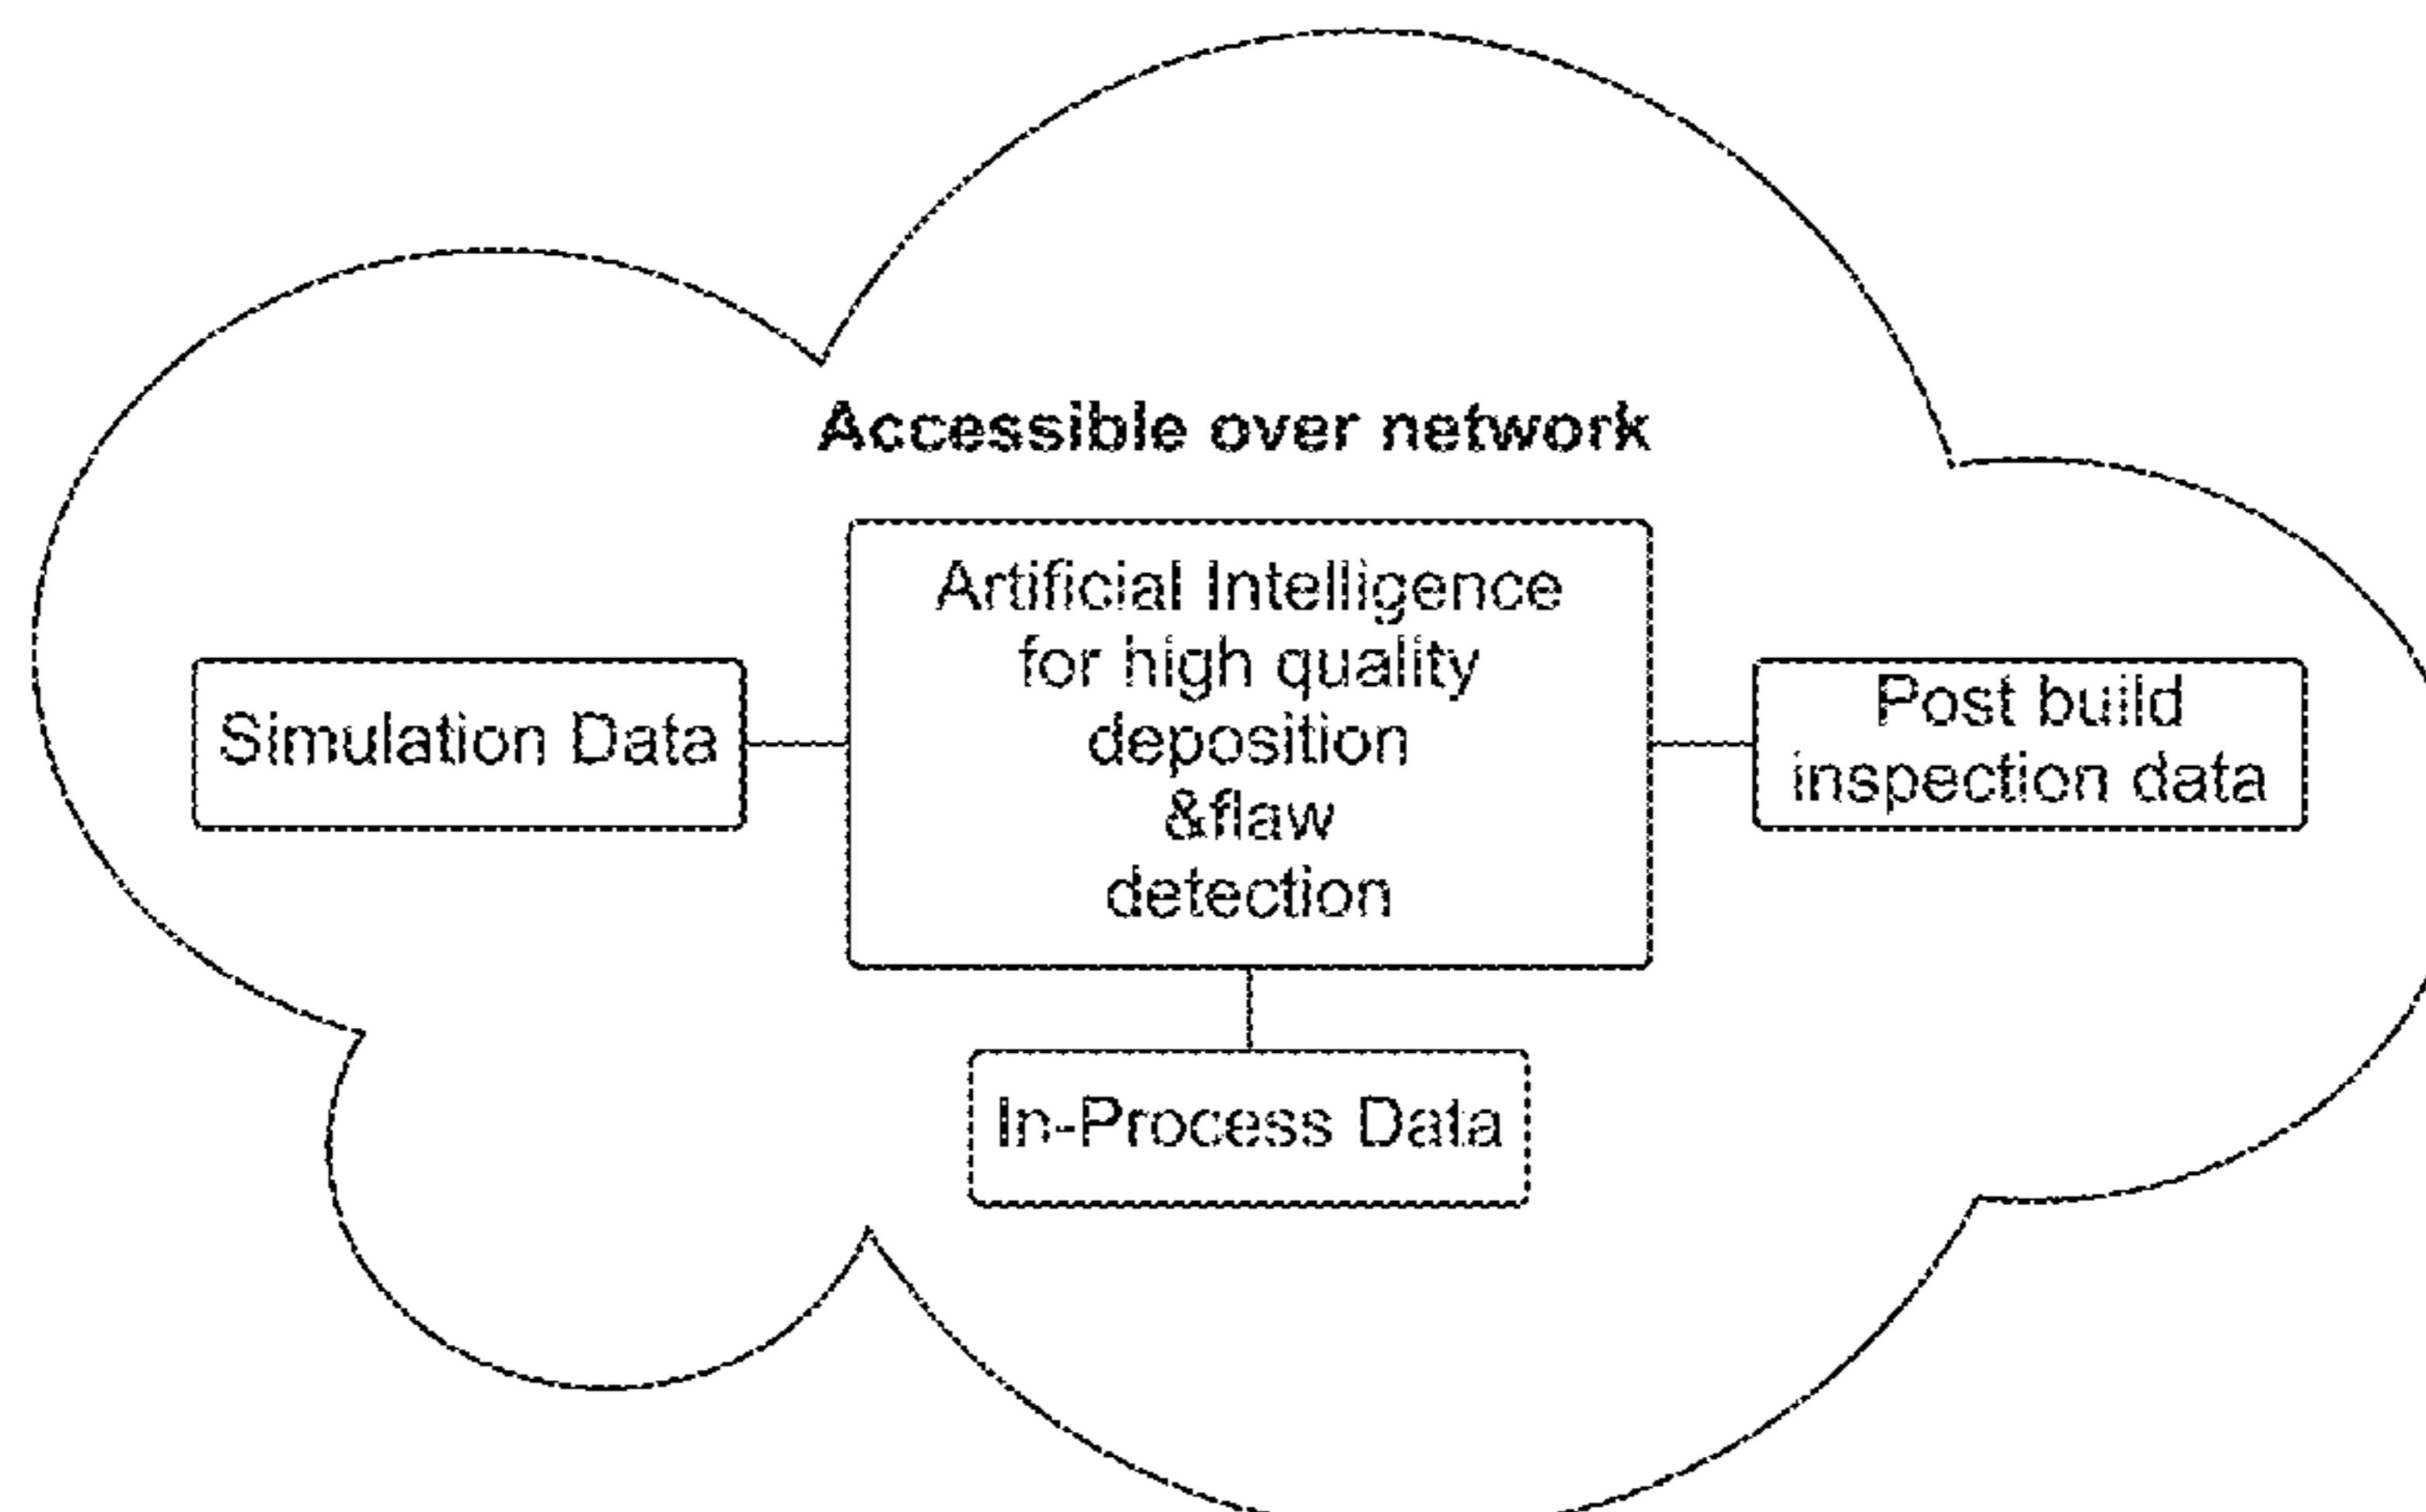 Accessible over network
Artificial Intelligence
for high quality
deposition
&flaw
detection
Simulation Data
Post build
inspection data
In-Process Data